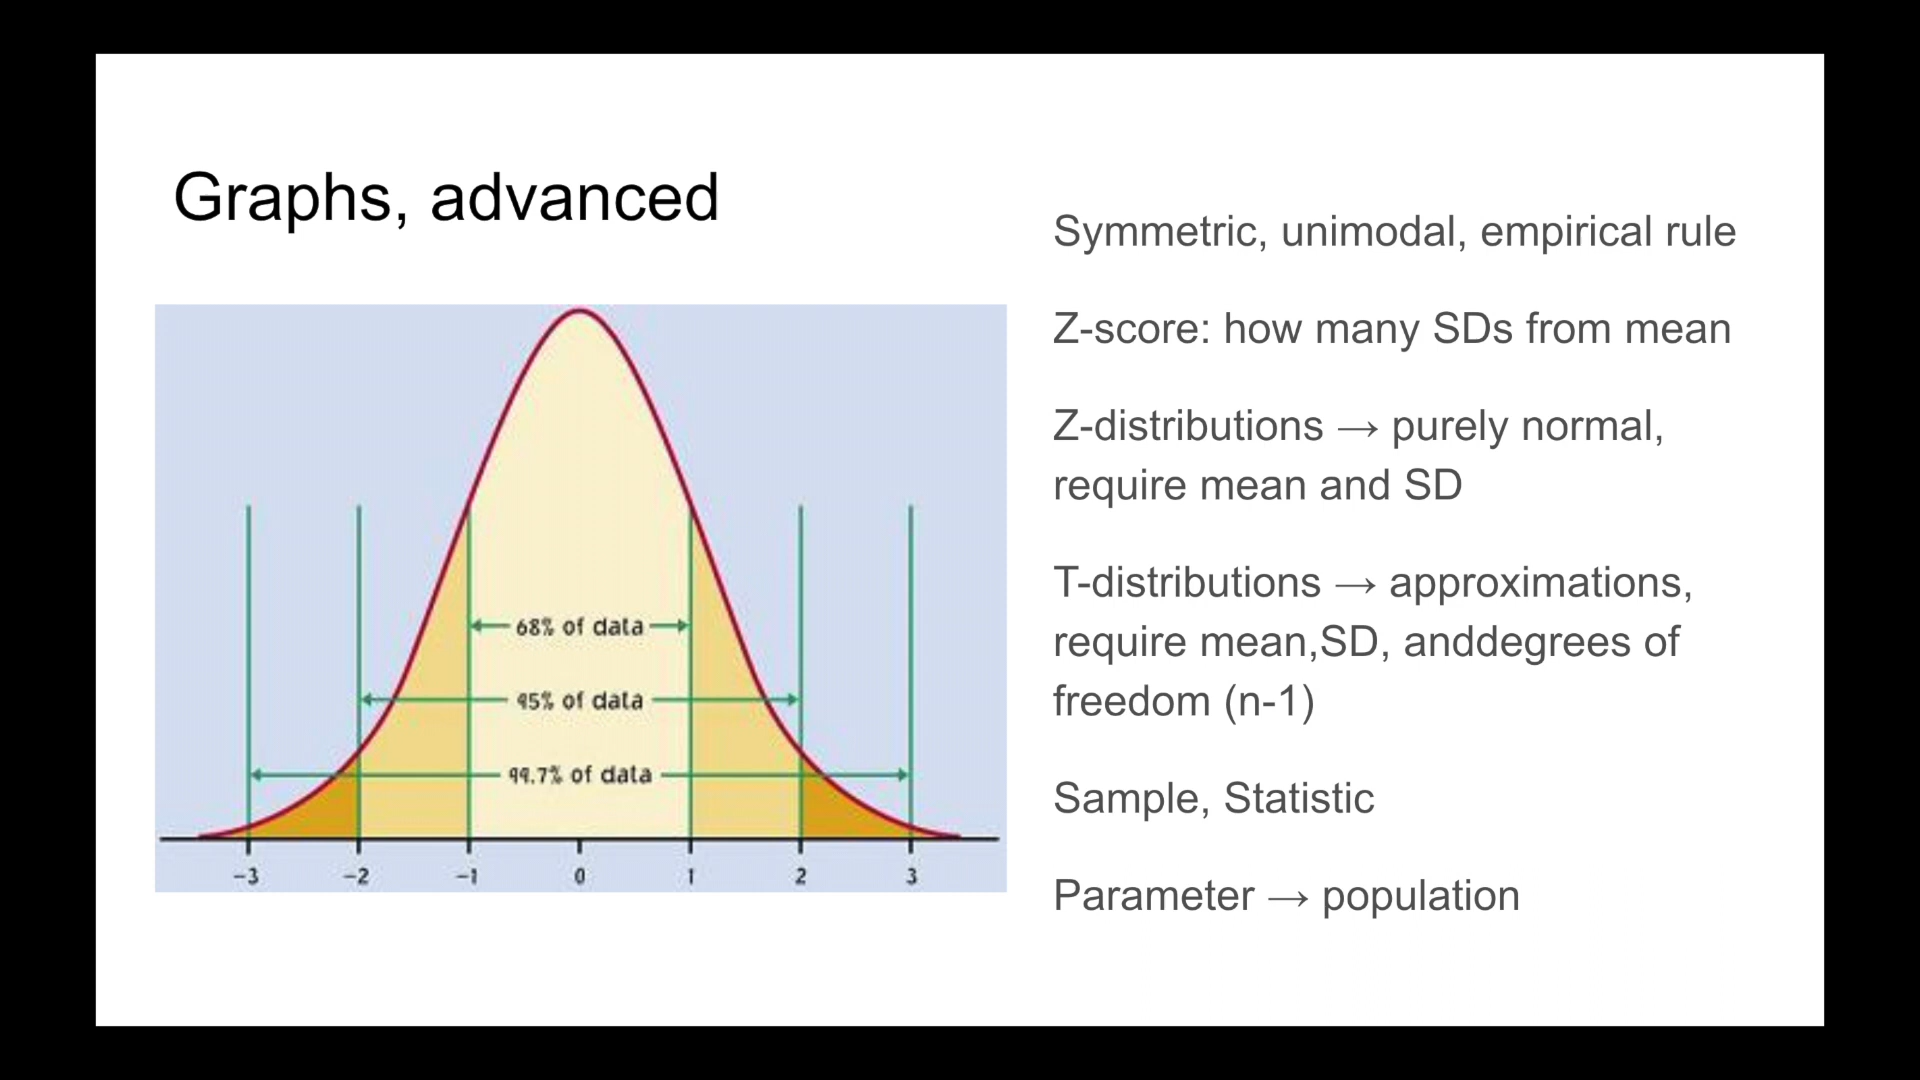 Graphs, advanced
68% of data
95% of data
99.7% of data
-3 -2 -1 0 1 2 3
Symmetric, unimodal, empirical rule
Z-score: how many SDs from mean
Z-distributions → purely normal,
require mean and SD
T-distributions → approximations,
require mean,SD, anddegrees of
freedom (n-1)
Sample, Statistic
Parameter → population